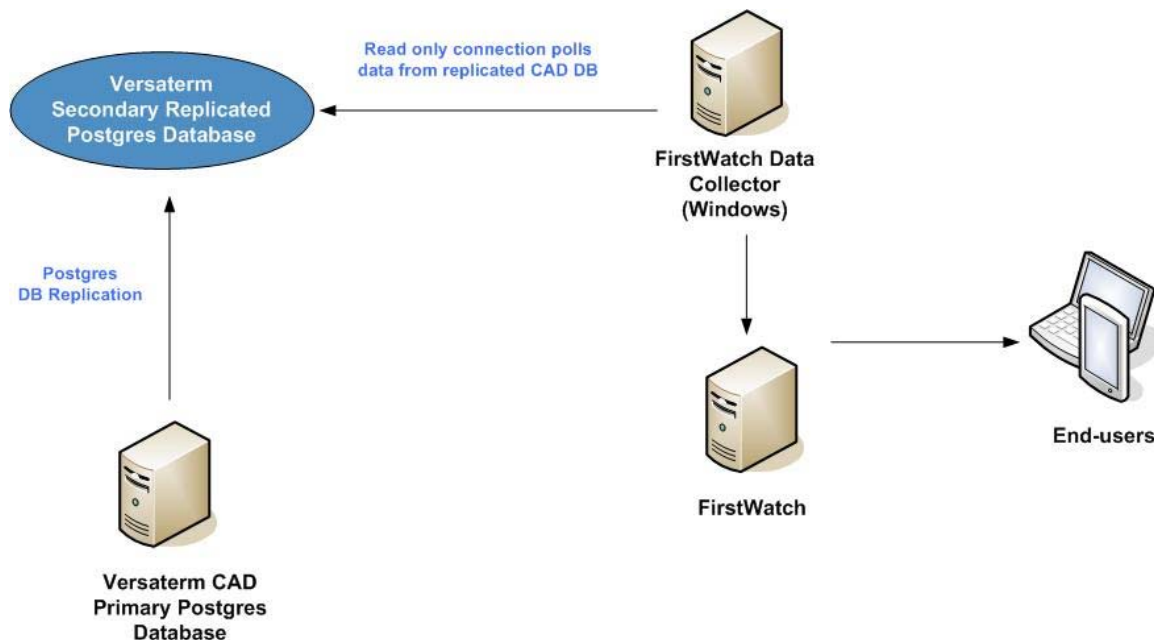 Versaterm
Secondary Replicated
Postgres Database
Read only connection polls
data from replicated CAD DB
FirstWatch Data
Collector
(Windows)
Postgres
DB Replication
End-users
FirstWatch
Versaterm CAD
Primary Postgres
Database